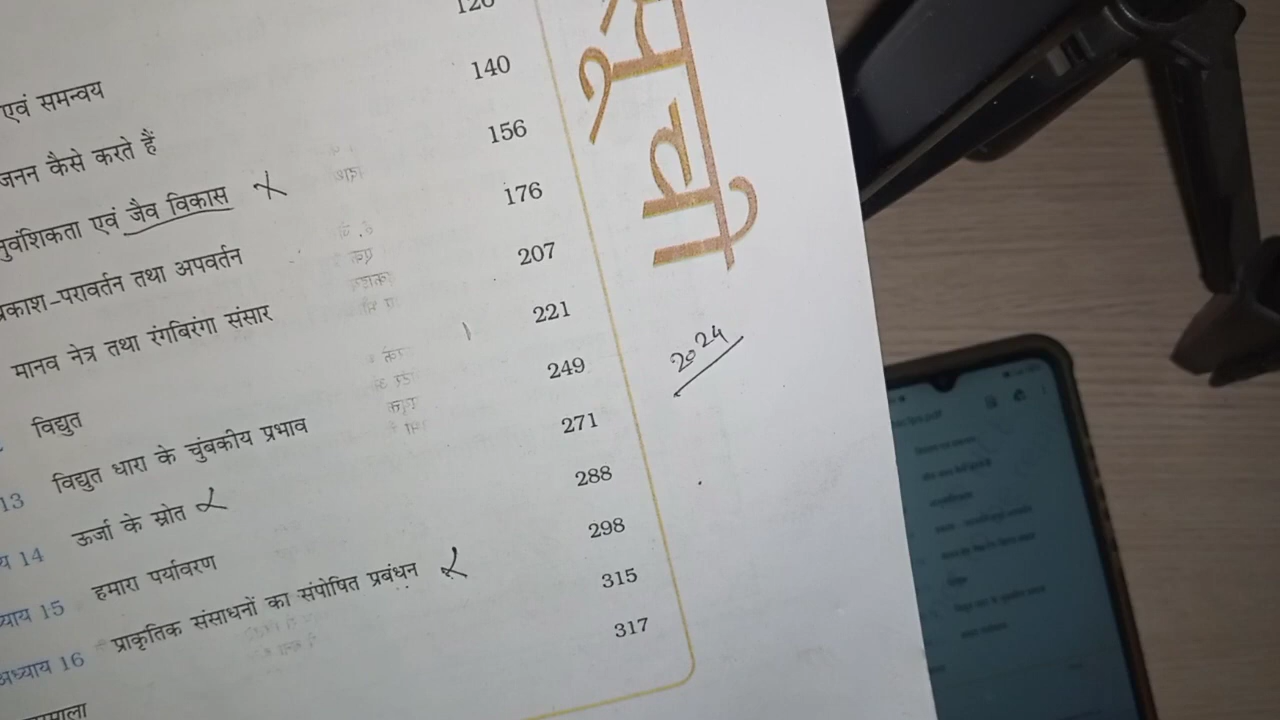 126
एवं समन्वय 140
जनन कैसे करते हैं 156
नुवंशिकता एवं जैव विकास X 176
प्रकाश-परावर्तन तथा अपवर्तन 207
मानव नेत्र तथा रंगबिरंगा संसार 221
विद्युत 249
13 विद्युत धारा के चुंबकीय प्रभाव 271
य 14 ऊर्जा के स्रोत X 288
याय 15 हमारा पर्यावरण 298
अध्याय 16 प्राकृतिक संसाधनों का संपोषित प्रबंधन X 315
माला 317
सूची
2024